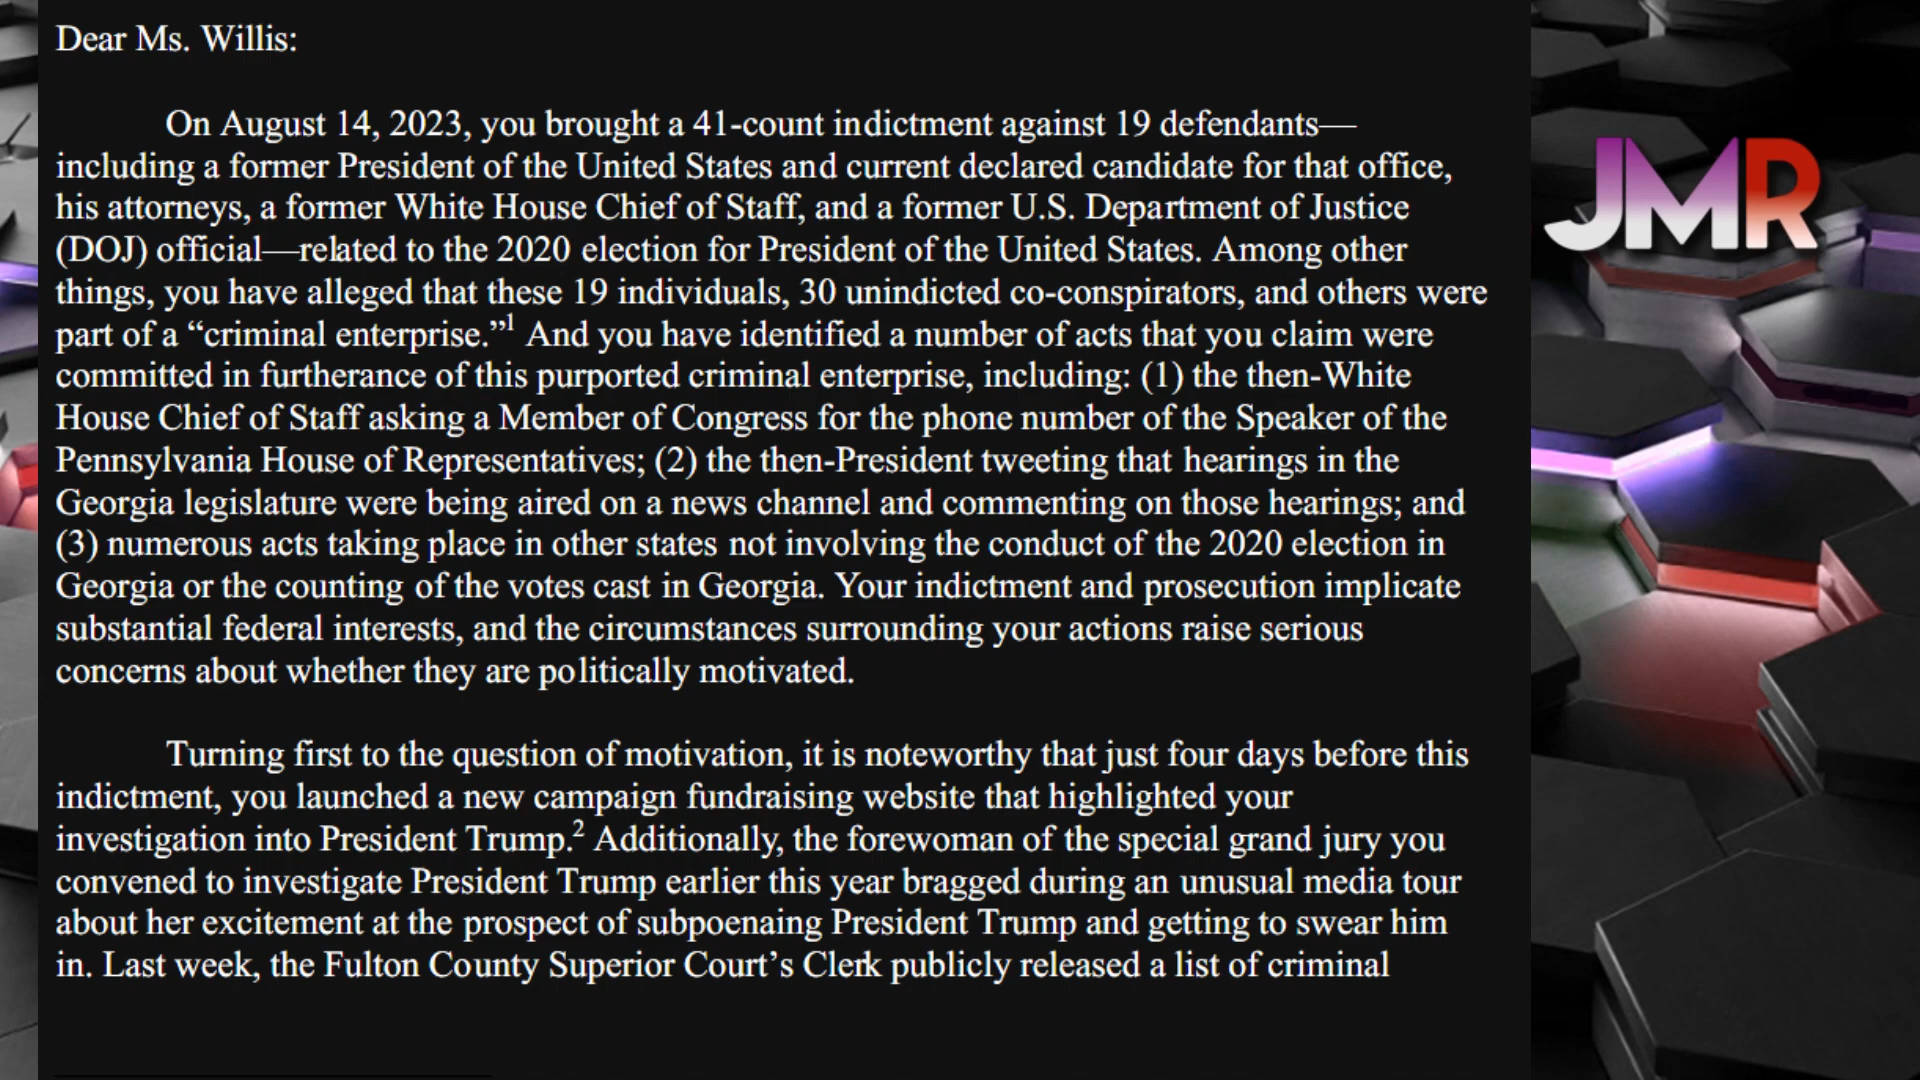 Dear Ms. Willis:
On August 14, 2023, you brought a 41-count indictment against 19 defendants—
including a former President of the United States and current declared candidate for that office,
his attorneys, a former White House Chief of Staff, and a former U.S. Department of Justice
(DOJ) official—related to the 2020 election for President of the United States. Among other
things, you have alleged that these 19 individuals, 30 unindicted co-conspirators, and others were
part of a “criminal enterprise.”1 And you have identified a number of acts that you claim were
committed in furtherance of this purported criminal enterprise, including: (1) the then-White
House Chief of Staff asking a Member of Congress for the phone number of the Speaker of the
Pennsylvania House of Representatives; (2) the then-President tweeting that hearings in the
Georgia legislature were being aired on a news channel and commenting on those hearings; and
(3) numerous acts taking place in other states not involving the conduct of the 2020 election in
Georgia or the counting of the votes cast in Georgia. Your indictment and prosecution implicate
substantial federal interests, and the circumstances surrounding your actions raise serious
concerns about whether they are politically motivated.
Turning first to the question of motivation, it is noteworthy that just four days before this
indictment, you launched a new campaign fundraising website that highlighted your
investigation into President Trump.2 Additionally, the forewoman of the special grand jury you
convened to investigate President Trump earlier this year bragged during an unusual media tour
about her excitement at the prospect of subpoenaing President Trump and getting to swear him
in. Last week, the Fulton County Superior Court’s Clerk publicly released a list of criminal
JMR